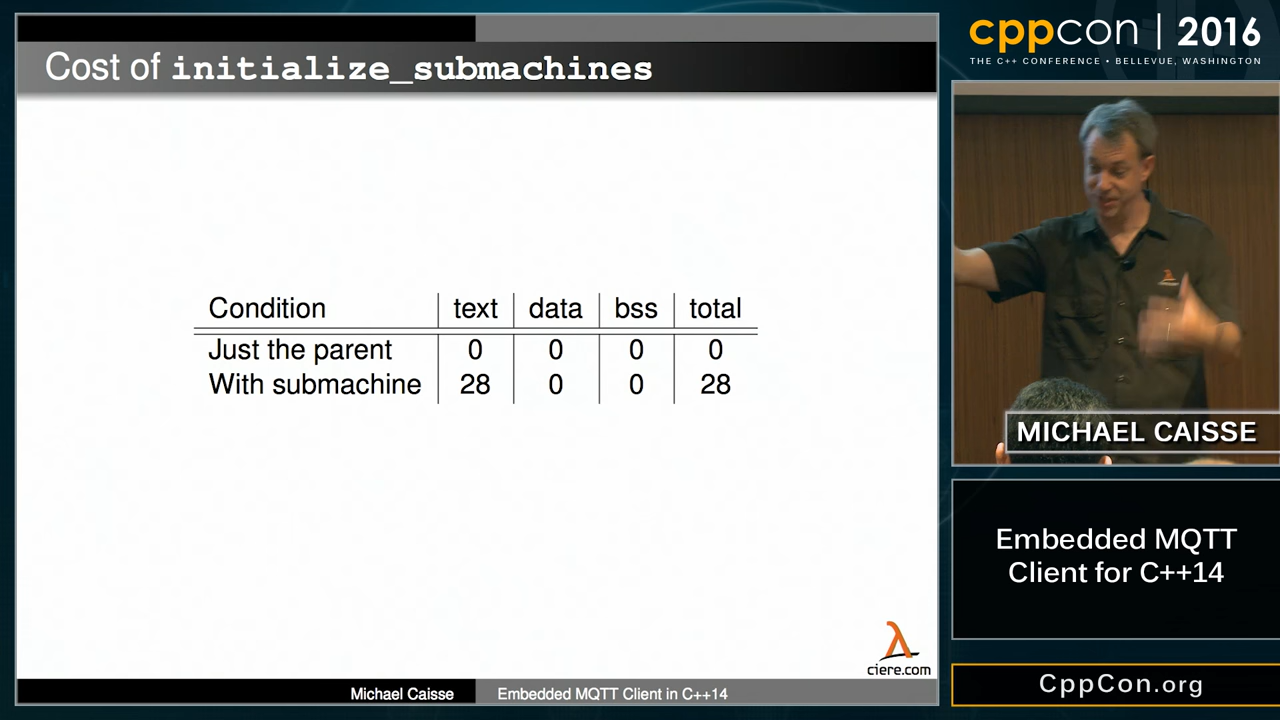 Cost of initialize_submachines
Condition text data bss total
Just the parent 0 0 0 0
With submachine 28 0 0 28
λ
ciere.com
Michael Caisse Embedded MQTT Client in C++14
cppcon | 2016
THE C++ CONFERENCE • BELLEVUE, WASHINGTON
MICHAEL CAISSE
Embedded MQTT
Client for C++14
CppCon.org